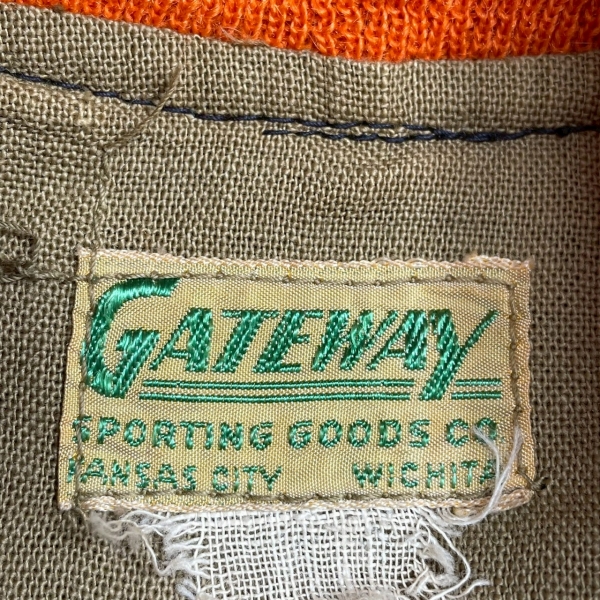 GATEWAY
SPORTING GOODS CO
KANSAS CITY WICHITA